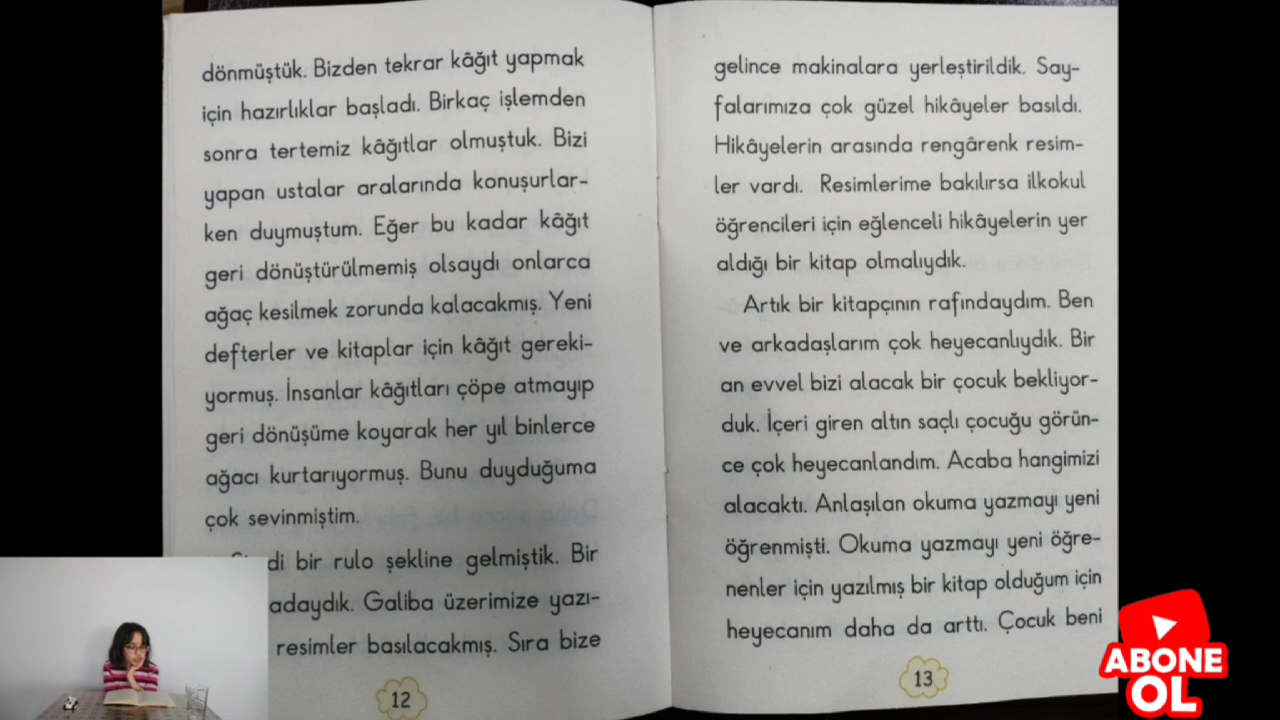 dönmüştük. Bizden tekrar kâğıt yapmak
için hazırlıklar başladı. Birkaç işlemden
sonra tertemiz kâğıtlar olmuştuk. Bizi
yapan ustalar aralarında konuşurlar-
ken duymuştum. Eğer bu kadar kâğıt
geri dönüştürülmemiş olsaydı onlarca
ağaç kesilmek zorunda kalacakmış. Yeni
defterler ve kitaplar için kâğıt gereki-
yormuş. İnsanlar kâğıtları çöpe atmayıp
geri dönüşüme koyarak her yıl binlerce
ağacı kurtarıyormuş. Bunu duyduğuma
çok sevinmiştim.
bir rulo şekline gelmiştik. Bir
adaydık. Galiba üzerimize yazı-
resimler basılacakmış. Sıra bize
12
gelince makinalara yerleştirildik. Say-
falarımıza çok güzel hikâyeler basıldı.
Hikâyelerin arasında rengârenk resim-
ler vardı. Resimlerime bakılırsa ilkokul
öğrencileri için eğlenceli hikâyelerin yer
aldığı bir kitap olmalıydık.
Artık bir kitapçının rafındaydım. Ben
ve arkadaşlarım çok heyecanlıydık. Bir
an evvel bizi alacak bir çocuk bekliyor-
duk. İçeri giren altın saçlı çocuğu görün-
ce çok heyecanlandım. Acaba hangimizi
alacaktı. Anlaşılan okuma yazmayı yeni
öğrenmişti. Okuma yazmayı yeni öğre-
nenler için yazılmış bir kitap olduğum için
heyecanım daha da arttı. Çocuk beni
13
ABONE
OL